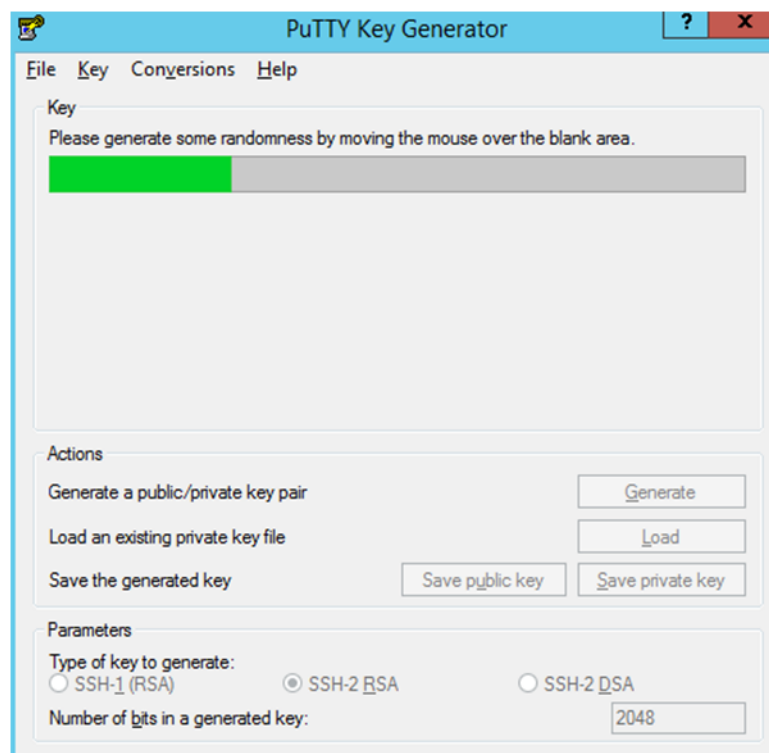 PuTTY Key Generator
? x
File Key Conversions Help
Key
Please generate some randomness by moving the mouse over the blank area.
Actions
Generate a public/private key pair Generate
Load an existing private key file Load
Save the generated key Save public key Save private key
Parameters
Type of key to generate:
SSH-1 (RSA) SSH-2 RSA SSH-2 DSA
Number of bits in a generated key: 2048